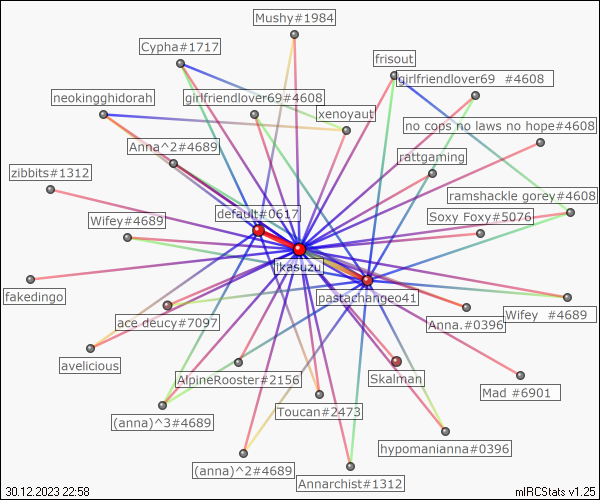 Mushy#1984
Cypha#1717
frisout
girlfriendlover69 #4608
neokingghidorah
girlfriendlover69#4608
xenoyaut
no cops no laws no hope#4608
Anna^2#4689
rattgaming
zibbits#1312
ramshackle gorey#4608
default#0617
Wifey#4689
Soxy Foxy#5076
ikasuzu
fakedingo
pastachangeo41
ace deucy#7097
Anna.#0396
Wifey #4689
avelicious
AlpineRooster#2156
Skalman
Mad #6901
Toucan#2473
(anna)^3#4689
hypomanianna#0396
(anna)^2#4689
Annarchist#1312
30.12.2023 22:58
mIRCStats v1.25